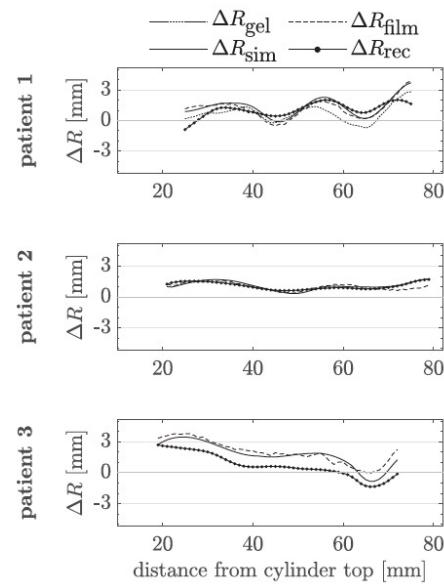 ΔR_gel ΔR_film
ΔR_sim ΔR_rec
patient 1
ΔR [mm]
3
0
-3
20 40 60 80
patient 2
ΔR [mm]
3
0
-3
20 40 60 80
patient 3
ΔR [mm]
3
0
-3
20 40 60 80
distance from cylinder top [mm]